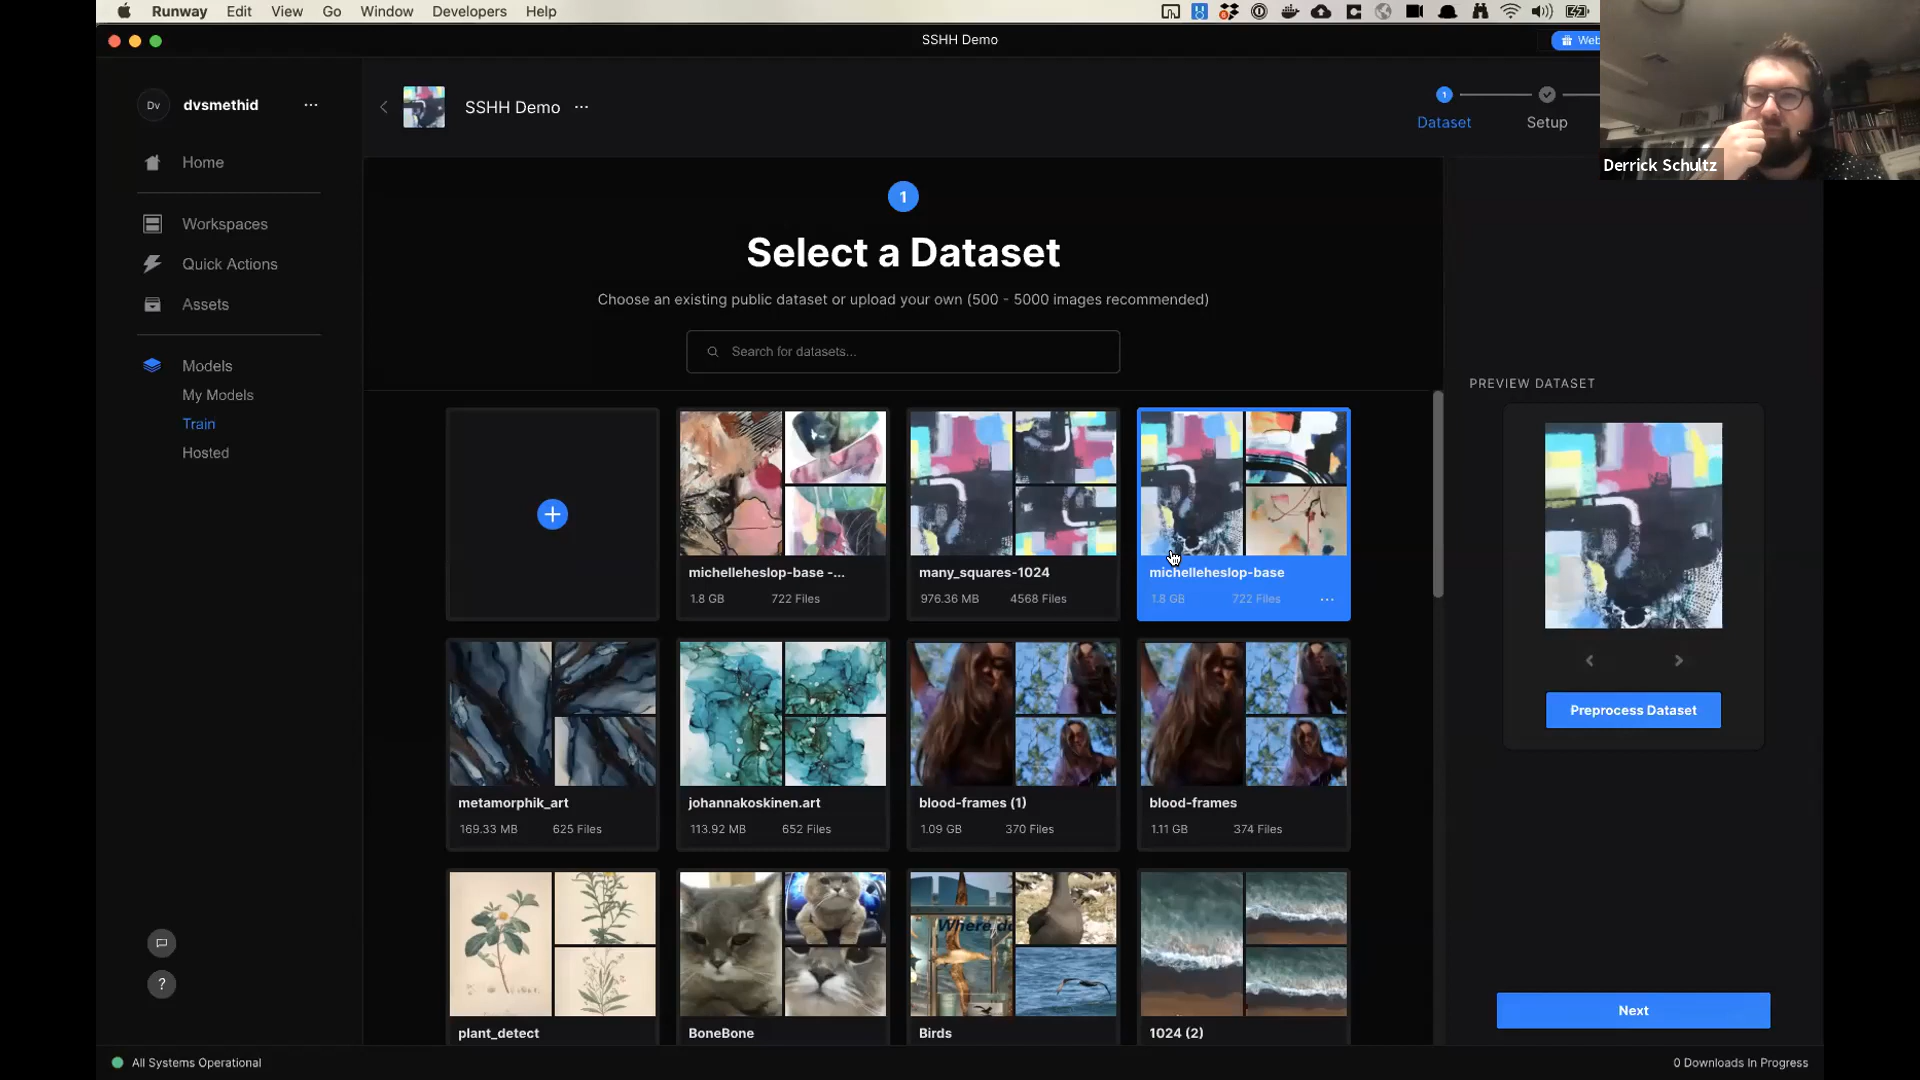 Runway Edit View Go Window Developers Help
SSHH Demo
Web
Dv dvsmethid ...
SSHH Demo ...
1
Dataset
Setup
Derrick Schultz
Home
Workspaces
Quick Actions
Assets
Models
My Models
Train
Hosted
1
Select a Dataset
Choose an existing public dataset or upload your own (500 - 5000 images recommended)
Search for datasets...
PREVIEW DATASET
michelleheslop-base -...
1.8 GB 722 Files
many_squares-1024
976.36 MB 4568 Files
michelleheslop-base
1.8 GB 722 Files ...
metamorphik_art
169.33 MB 625 Files
johannakoskinen.art
113.92 MB 652 Files
blood-frames (1)
1.09 GB 370 Files
blood-frames
1.11 GB 374 Files
Preprocess Dataset
Where do
plant_detect
BoneBone
Birds
1024 (2)
Next
?
All Systems Operational
0 Downloads In Progress